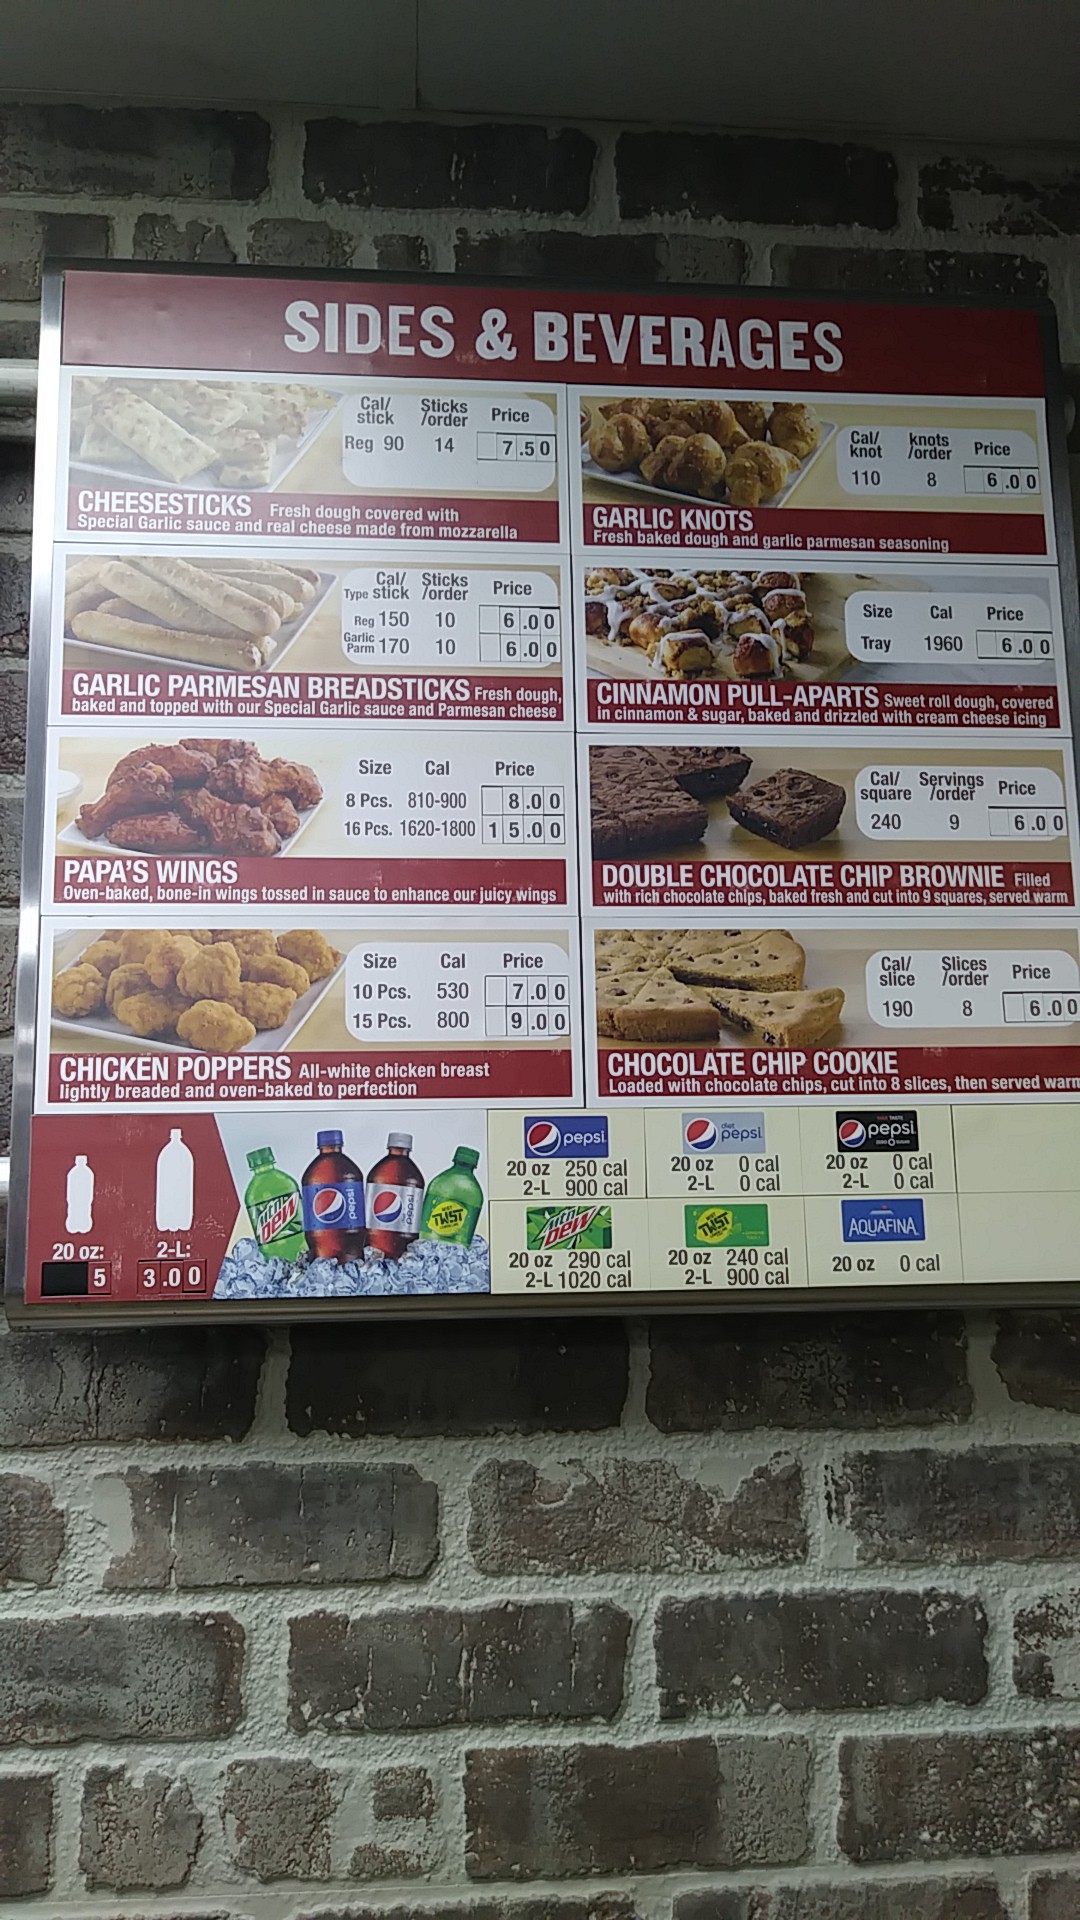 SIDES & BEVERAGES
Cal/ stick Sticks /order Price
Reg 90 14 7.50
CHEESESTICKS Fresh dough covered with
Special Garlic sauce and real cheese made from mozzarella
Cal/ knot knots /order Price
110 8 6.00
GARLIC KNOTS
Fresh baked dough and garlic parmesan seasoning
Type Cal/ stick Sticks /order Price
Reg 150 10 6.00
Garlic Parm 170 10 6.00
GARLIC PARMESAN BREADSTICKS Fresh dough,
baked and topped with our Special Garlic sauce and Parmesan cheese
Size Cal Price
Tray 1960 6.00
CINNAMON PULL-APARTS Sweet roll dough, covered
in cinnamon & sugar, baked and drizzled with cream cheese icing
Size Cal Price
8 Pcs. 810-900 8.00
16 Pcs. 1620-1800 15.00
PAPA'S WINGS
Oven-baked, bone-in wings tossed in sauce to enhance our juicy wings
Cal/ square Servings /order Price
240 9 6.00
DOUBLE CHOCOLATE CHIP BROWNIE Filled
with rich chocolate chips, baked fresh and cut into 9 squares, served warm
Size Cal Price
10 Pcs. 530 7.00
15 Pcs. 800 9.00
CHICKEN POPPERS All-white chicken breast
lightly breaded and oven-baked to perfection
Cal/ slice Slices /order Price
190 8 6.00
CHOCOLATE CHIP COOKIE
Loaded with chocolate chips, cut into 8 slices, then served warm
20 oz:
5
2-L:
3.00
mtn DEW
pepsi
pepsi
MIST TWST
pepsi
20 oz 250 cal
2-L 900 cal
diet pepsi
20 oz 0 cal
2-L 0 cal
pepsi
ZERO SUGAR
20 oz 0 cal
2-L 0 cal
mtn DEW
20 oz 290 cal
2-L 1020 cal
MIST TWST
20 oz 240 cal
2-L 900 cal
AQUAFINA
20 oz 0 cal